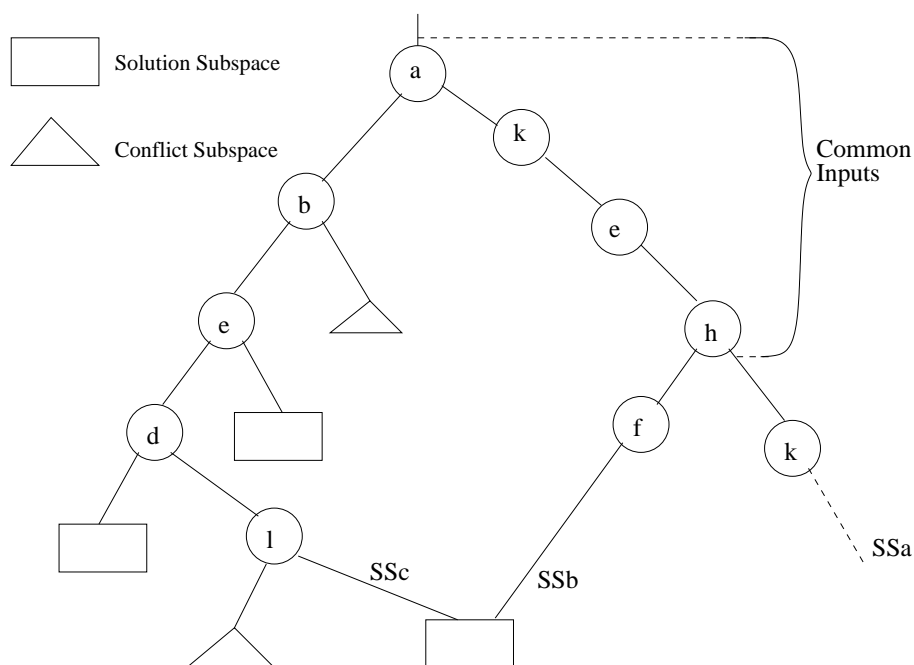 Solution Subspace
Conflict Subspace
a
k
Common
Inputs
b
e
e
h
d
f
k
l
SSc
SSb
SSa